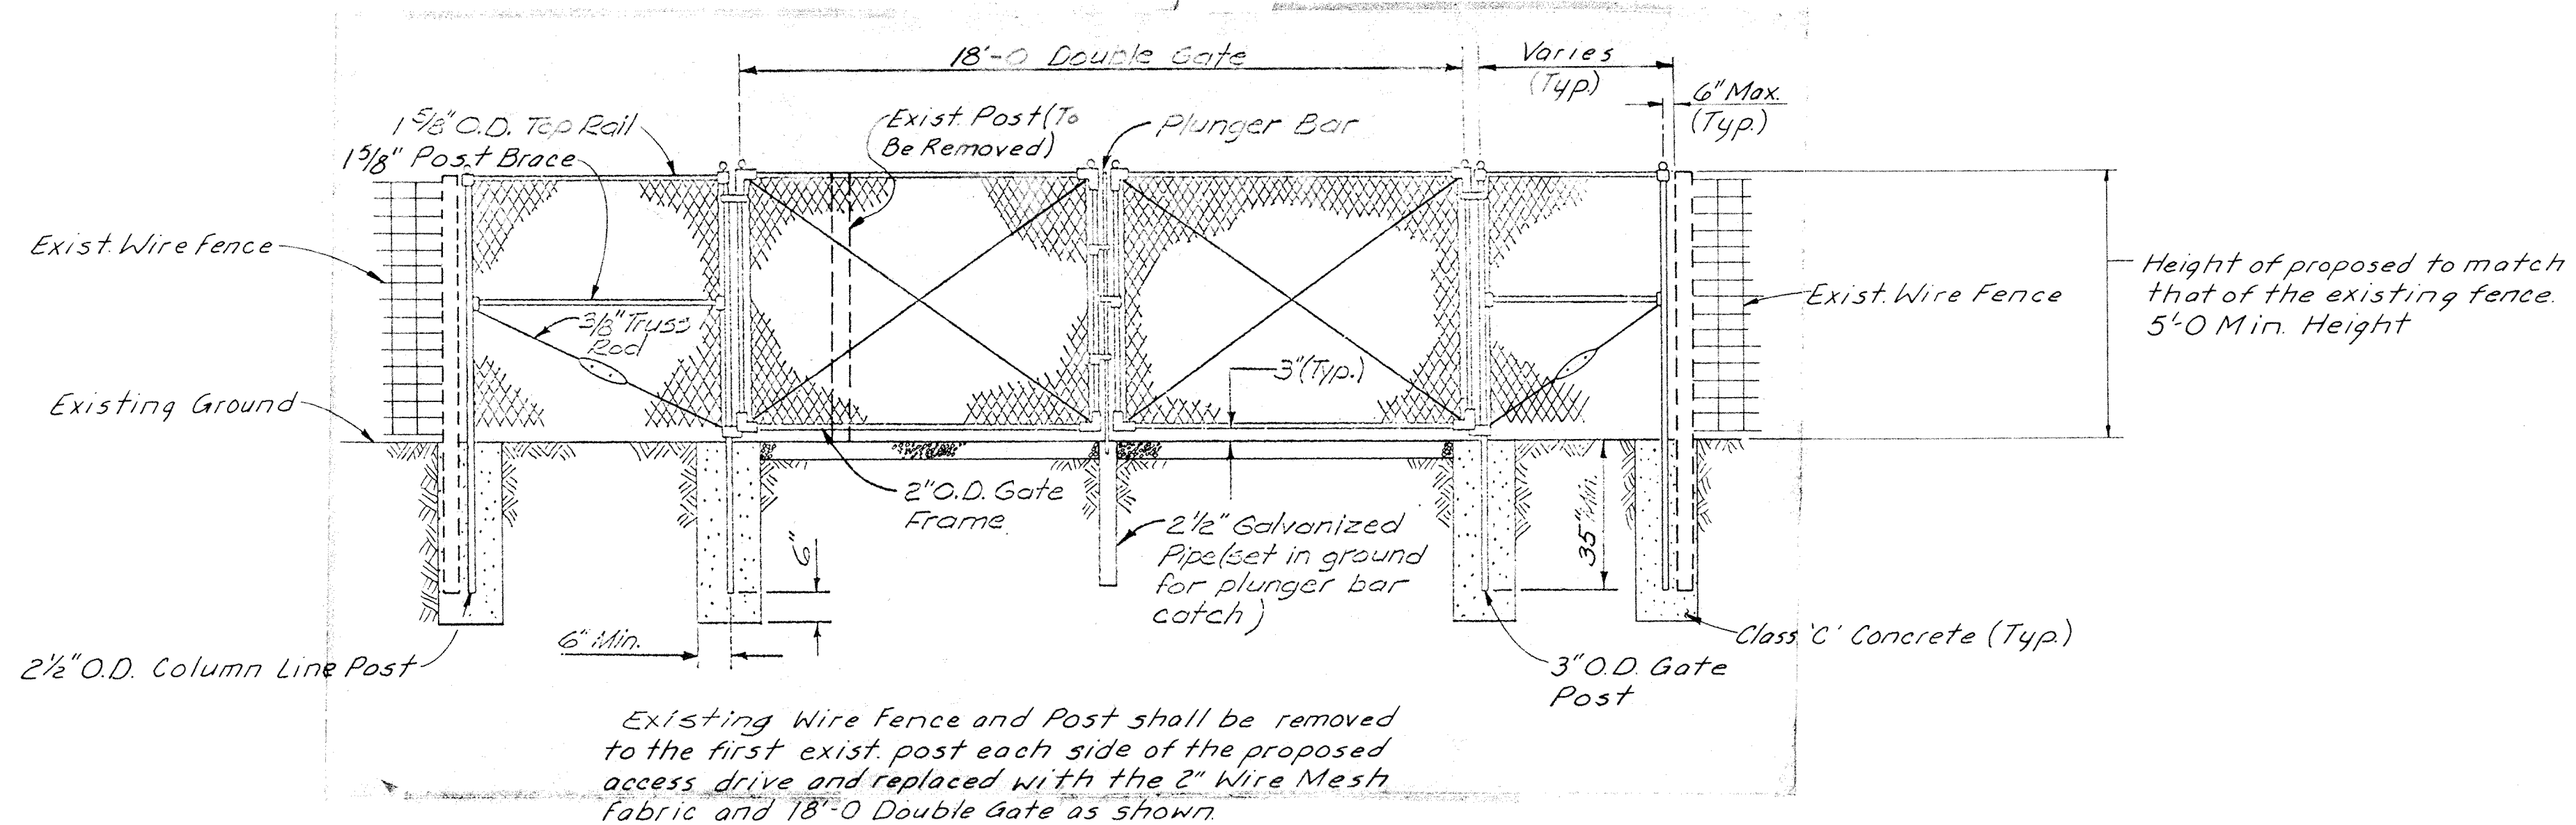 18'-0 Double Gate
Varies
(Typ.)
6" Max.
(Typ.)
1 5/8" O.D. Top Rail
1 5/8" Post Brace
Exist. Post (To
Be Removed)
Plunger Bar
Exist. Wire Fence
3/8" Truss
Rod
Exist. Wire Fence
Height of proposed to match
that of the existing fence.
5'-0 Min. Height
3" (Typ.)
Existing Ground
2" O.D. Gate
Frame
6"
2 1/2" Galvanized
Pipe (set in ground
for plunger bar
catch)
35" Min.
6" Min.
2 1/2" O.D. Column Line Post
Class 'C' Concrete (Typ.)
3" O.D. Gate
Post
Existing Wire Fence and Post shall be removed
to the first exist. post each side of the proposed
access drive and replaced with the 2" Wire Mesh
Fabric and 18'-0 Double Gate as shown.